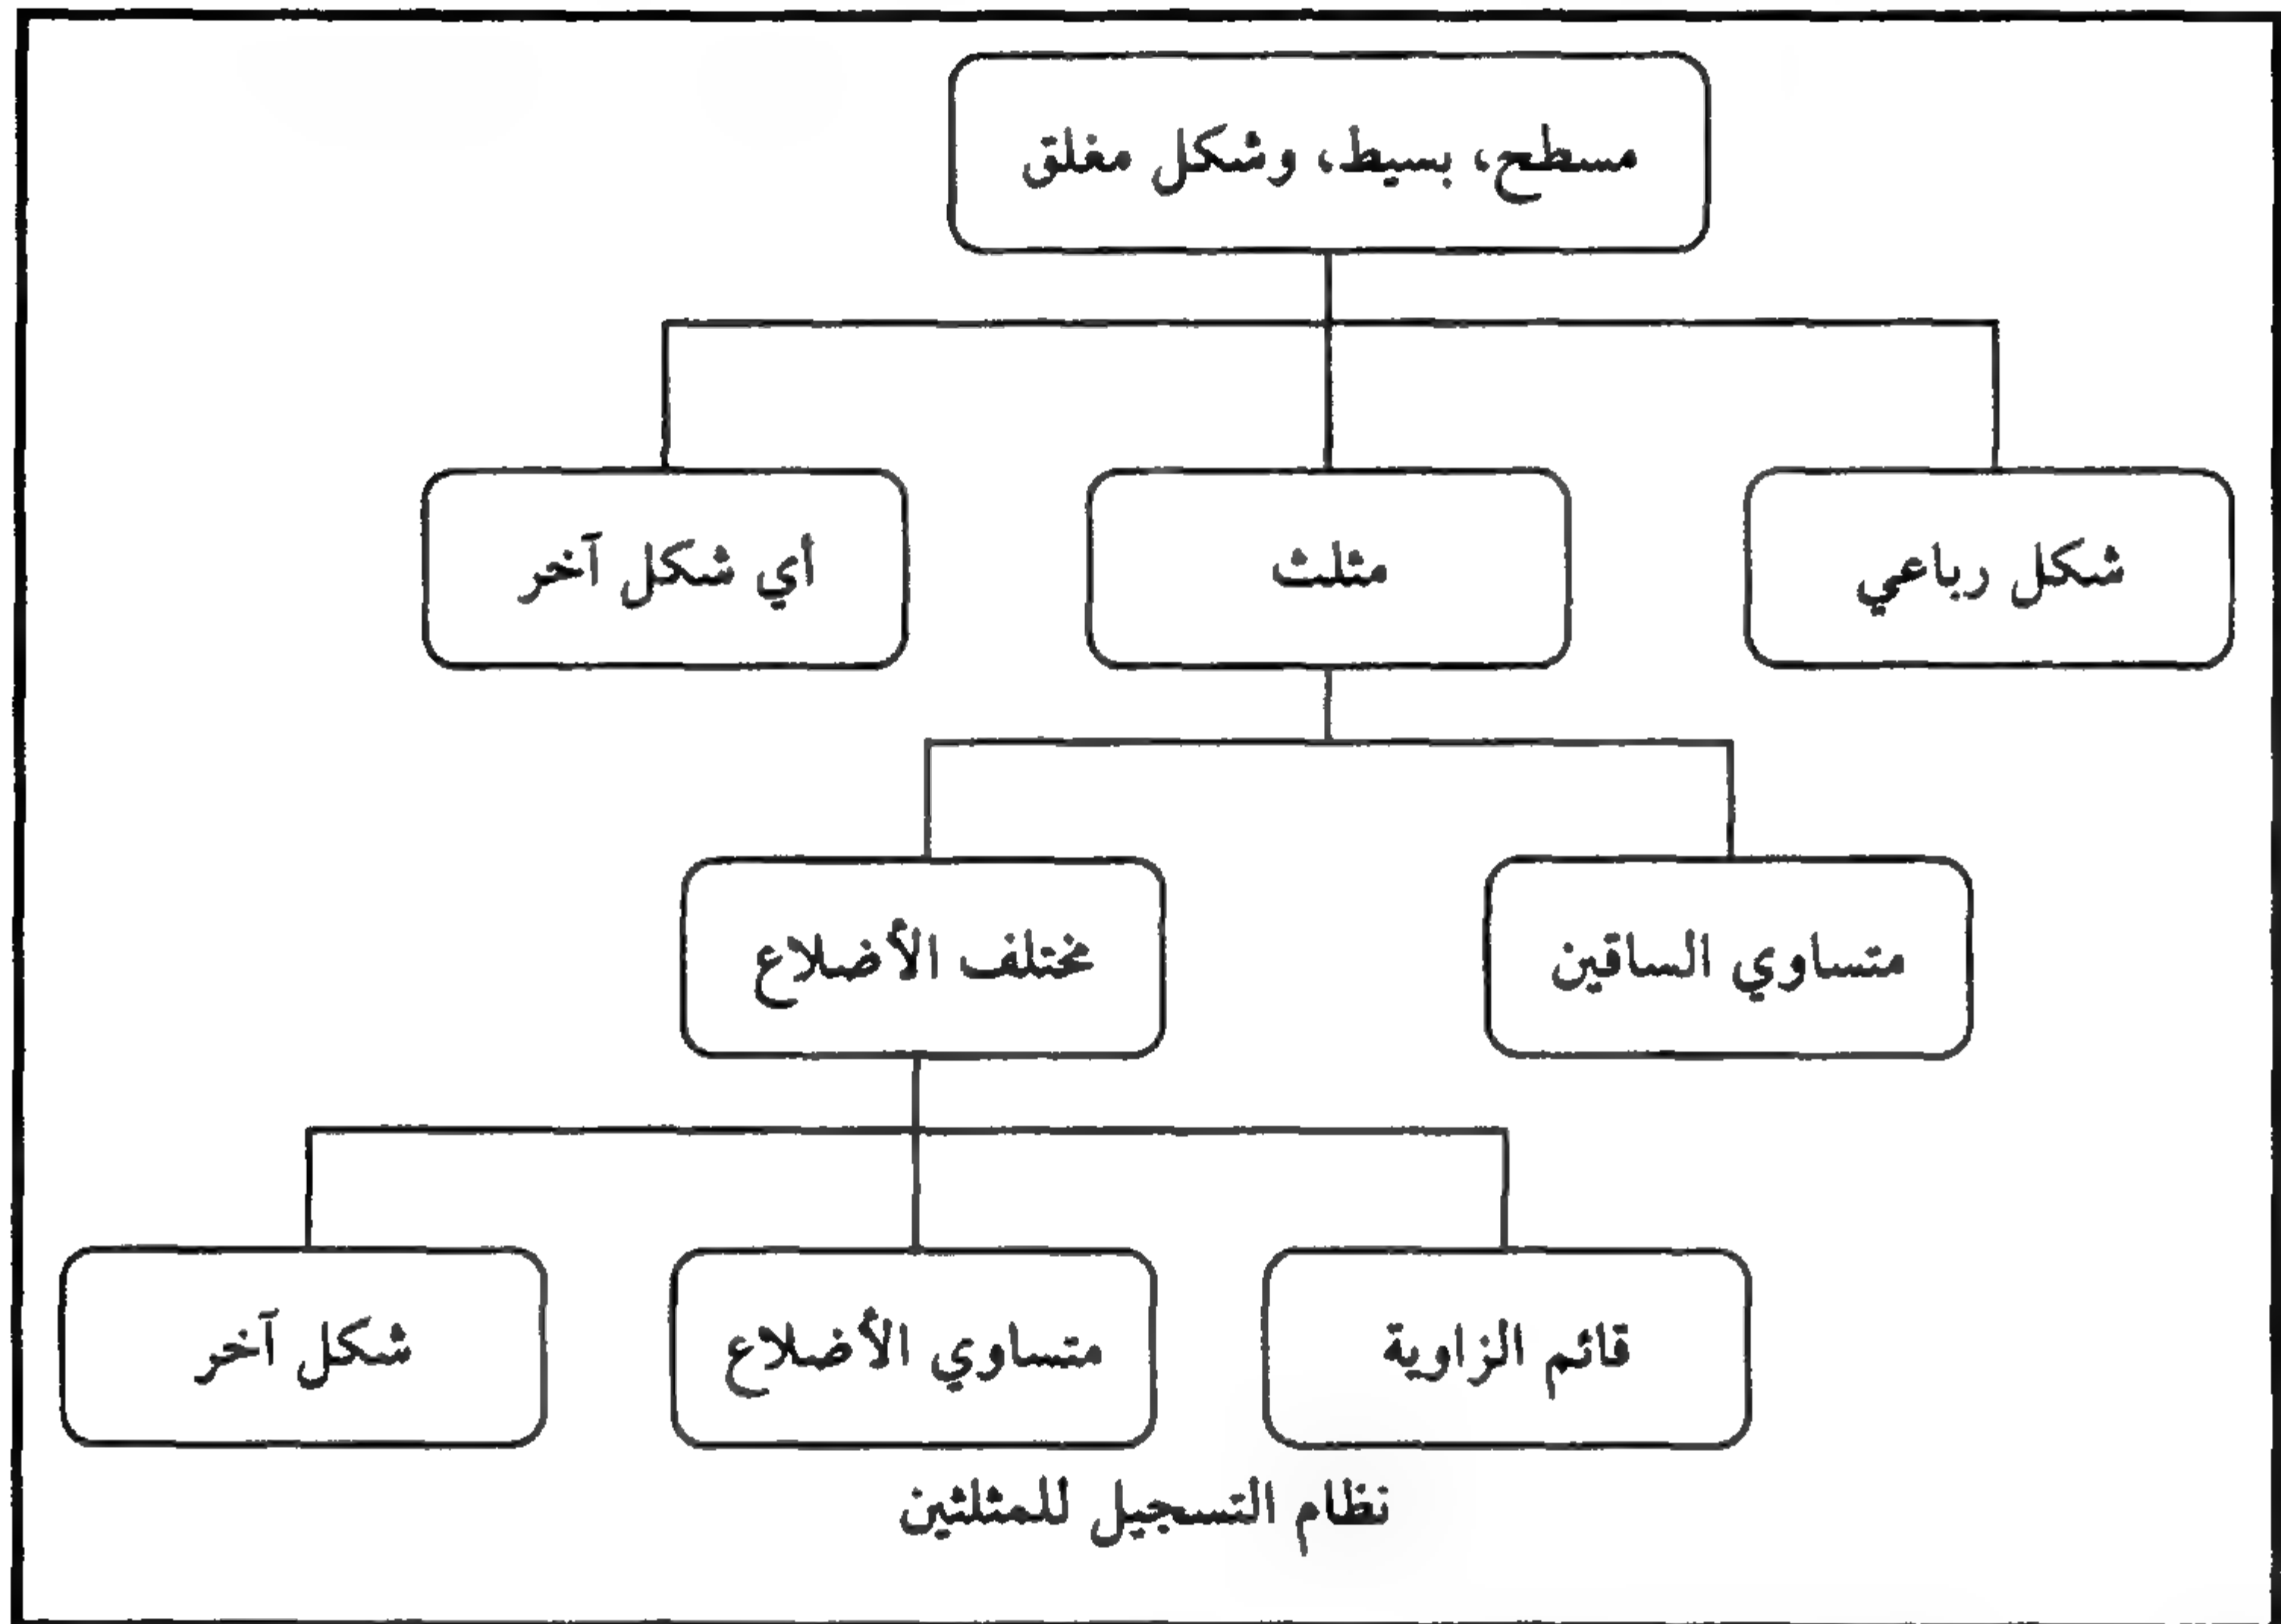 مسطح، بسيط، وشكل مغلق
شكل رباعي
مثلث
أي شكل آخر
متساوي الساقين
مختلف الأضلاع
قائم الزاوية
متساوي الأضلاع
شكل آخر
نظام التسجيل للمثلثين